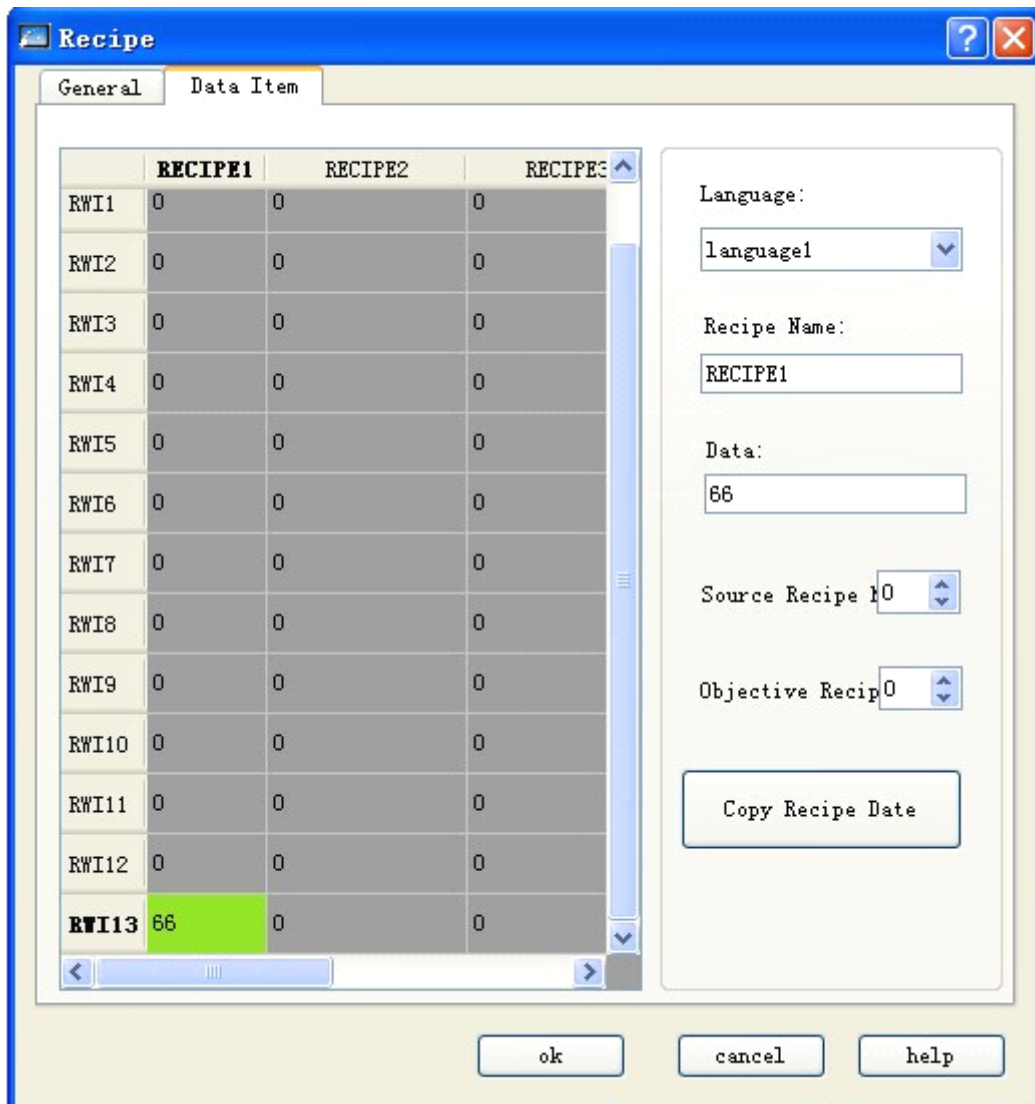 Recipe
General Data Item
RECIPE1 RECIPE2 RECIPE3
RWI1 0 0 0
RWI2 0 0 0
RWI3 0 0 0
RWI4 0 0 0
RWI5 0 0 0
RWI6 0 0 0
RWI7 0 0 0
RWI8 0 0 0
RWI9 0 0 0
RWI10 0 0 0
RWI11 0 0 0
RWI12 0 0 0
RWI13 66 0 0
Language:
language1
Recipe Name:
RECIPE1
Data:
66
Source Recipe 0
Objective Recip 0
Copy Recipe Date
ok cancel help